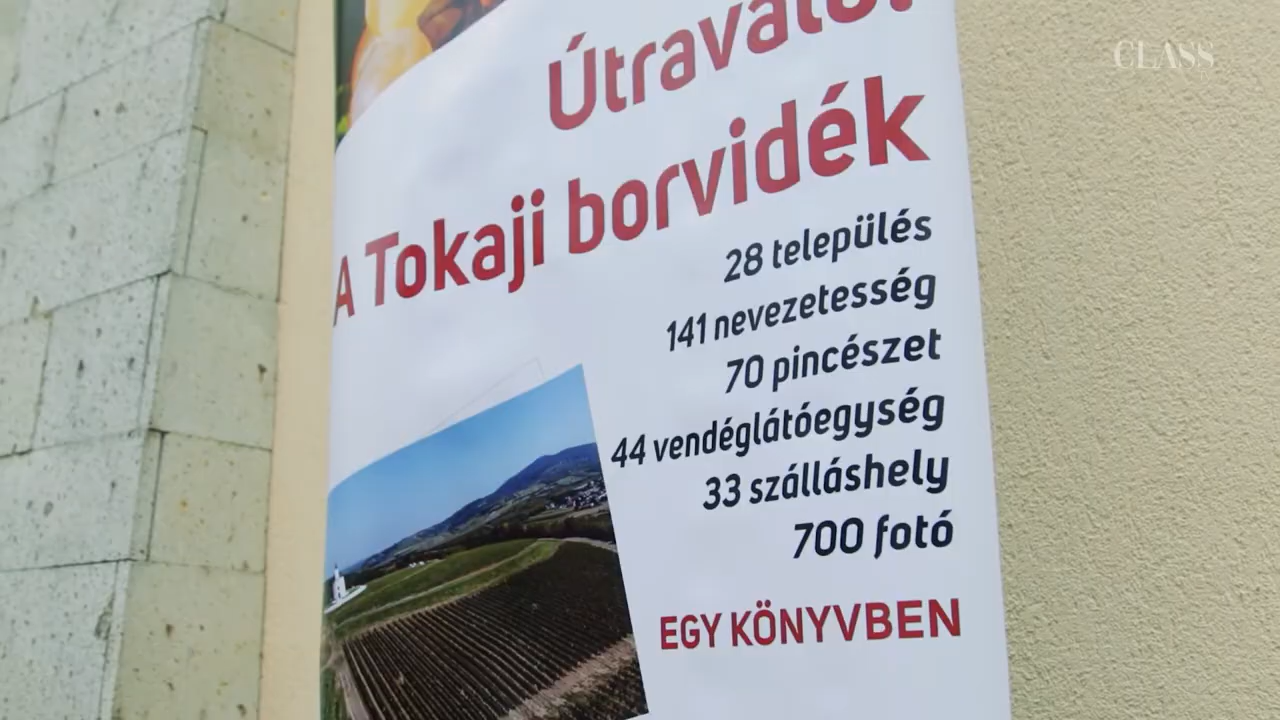 CLASS
Útravaló:
A Tokaji borvidék
28 település
141 nevezetesség
70 pincészet
44 vendéglátóegység
33 szálláshely
700 fotó
EGY KÖNYVBEN